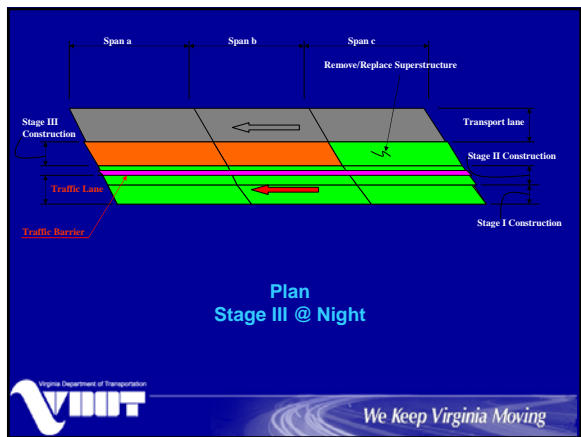 Span a
Span b
Span c
Remove/Replace Superstructure
Stage III
Construction
Transport lane
Stage II Construction
Traffic Lane
Stage I Construction
Traffic Barrier
Plan
Stage III @ Night
Virginia Department of Transportation
VDOT
We Keep Virginia Moving